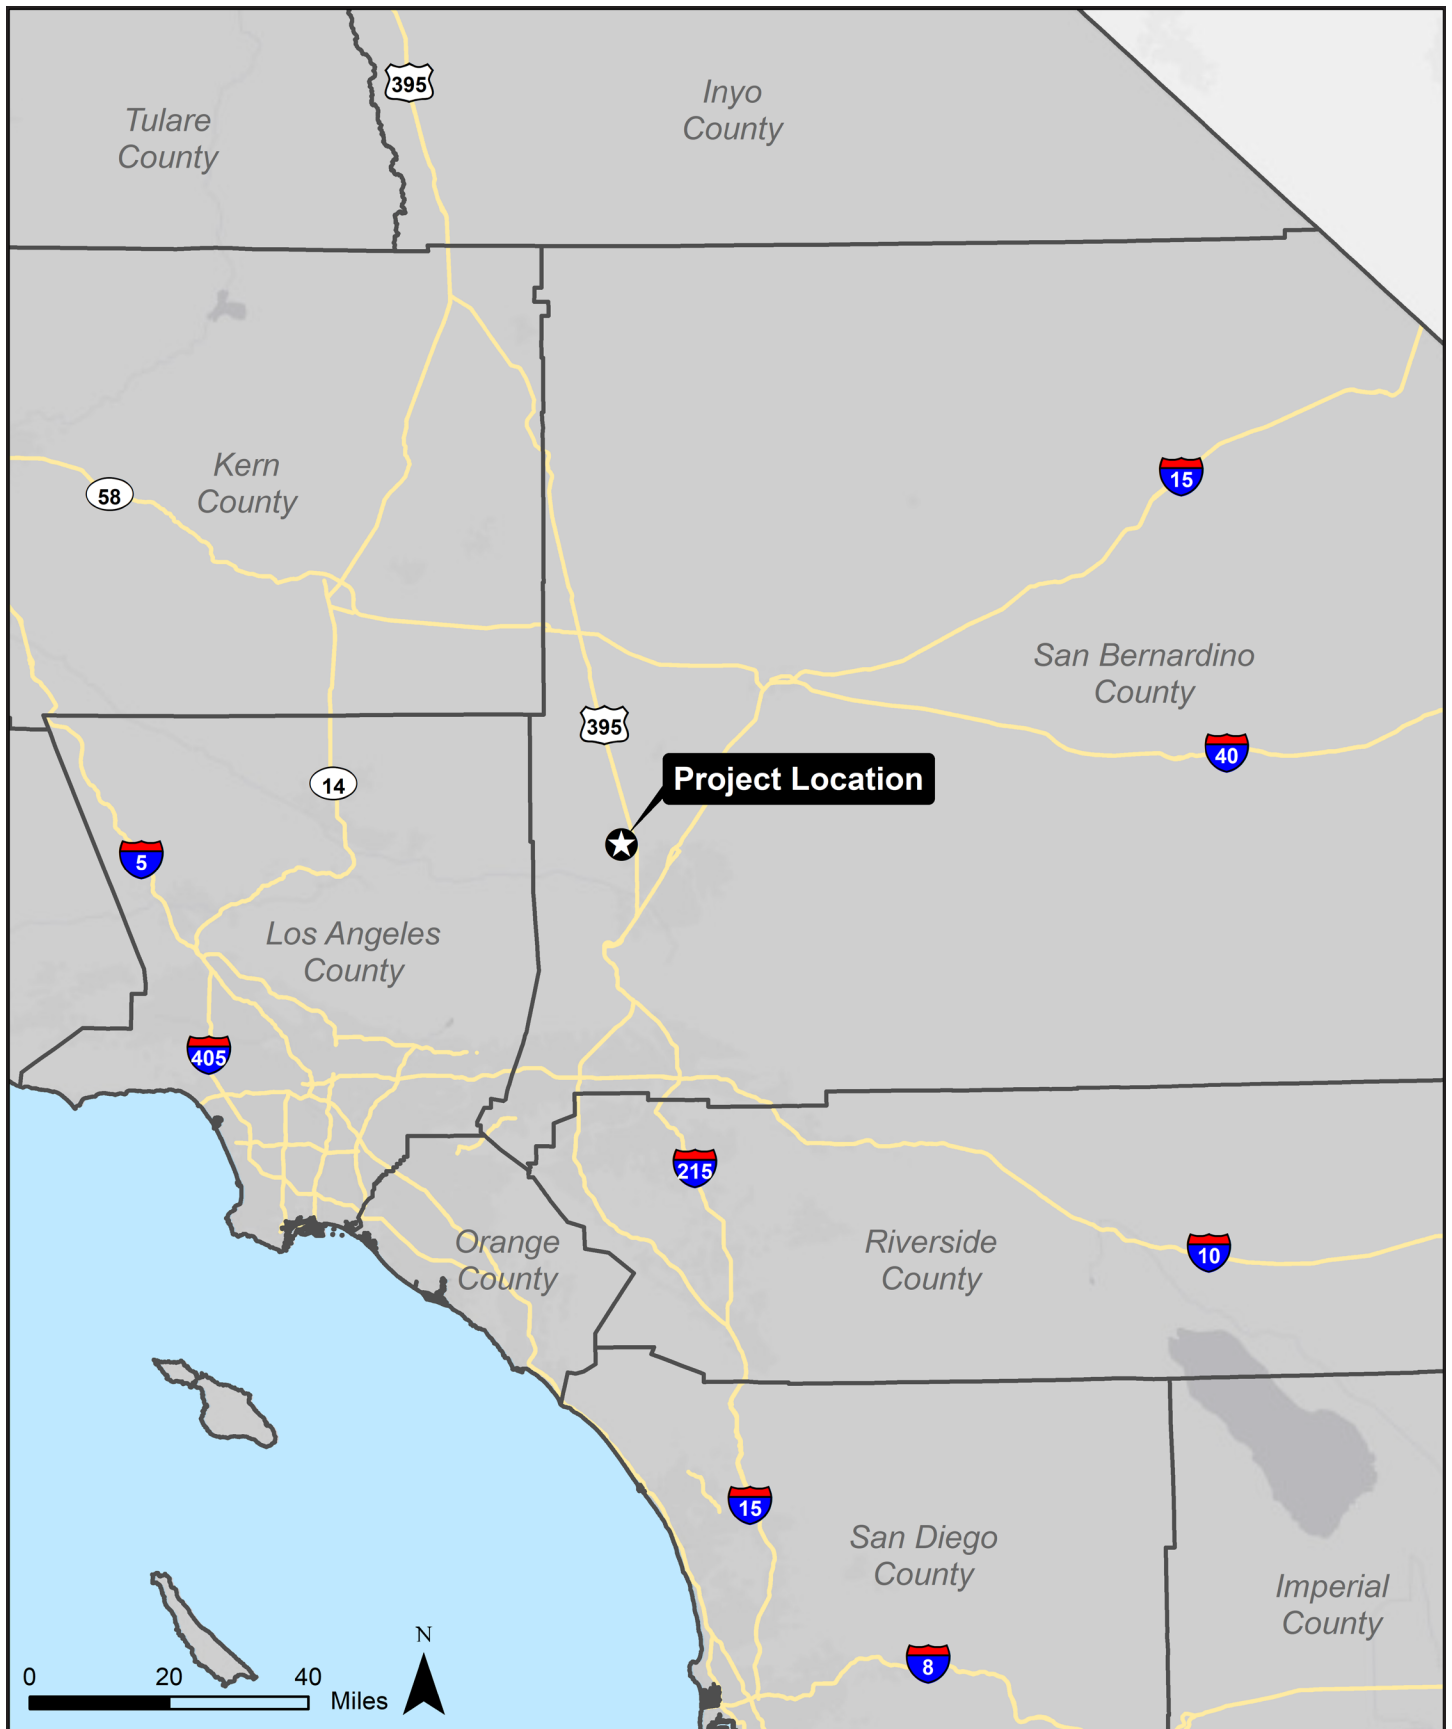 395
Inyo
County
Tulare
County
Kern
County
58
15
San Bernardino
County
395
40
Project Location
14
5
Los Angeles
County
405
215
Orange
County
Riverside
County
10
15
San Diego
County
Imperial
County
N
8
0 20 40
Miles